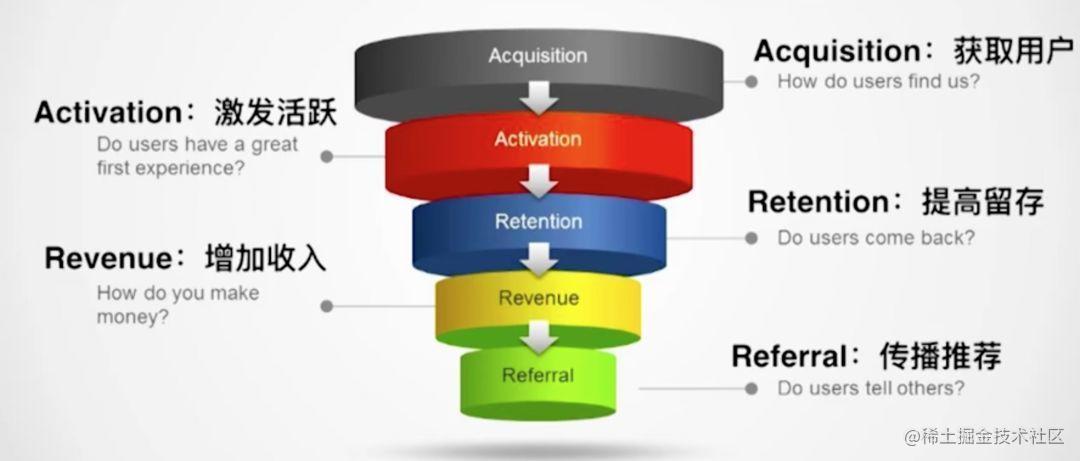 Acquisition
Acquisition：获取用户
How do users find us?
Activation：激发活跃
Do users have a great
first experience?
Activation
Retention：提高留存
Retention
Do users come back?
Revenue：增加收入
How do you make
money?
Revenue
Referral：传播推荐
Referral
Do users tell others?
@稀土掘金技术社区